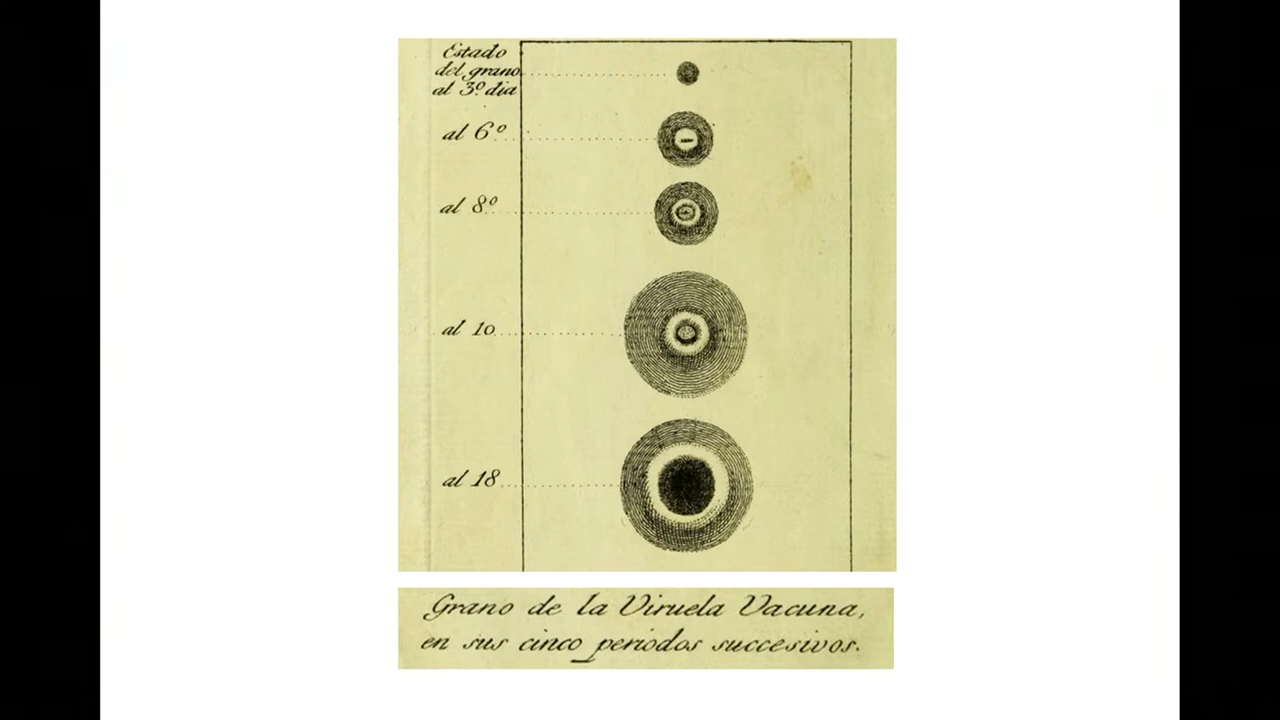 Estado
del grano
al 3º dia
al 6º
al 8º
al 10
al 18
Grano de la Viruela Vacuna,
en sus cinco periodos succesivos.